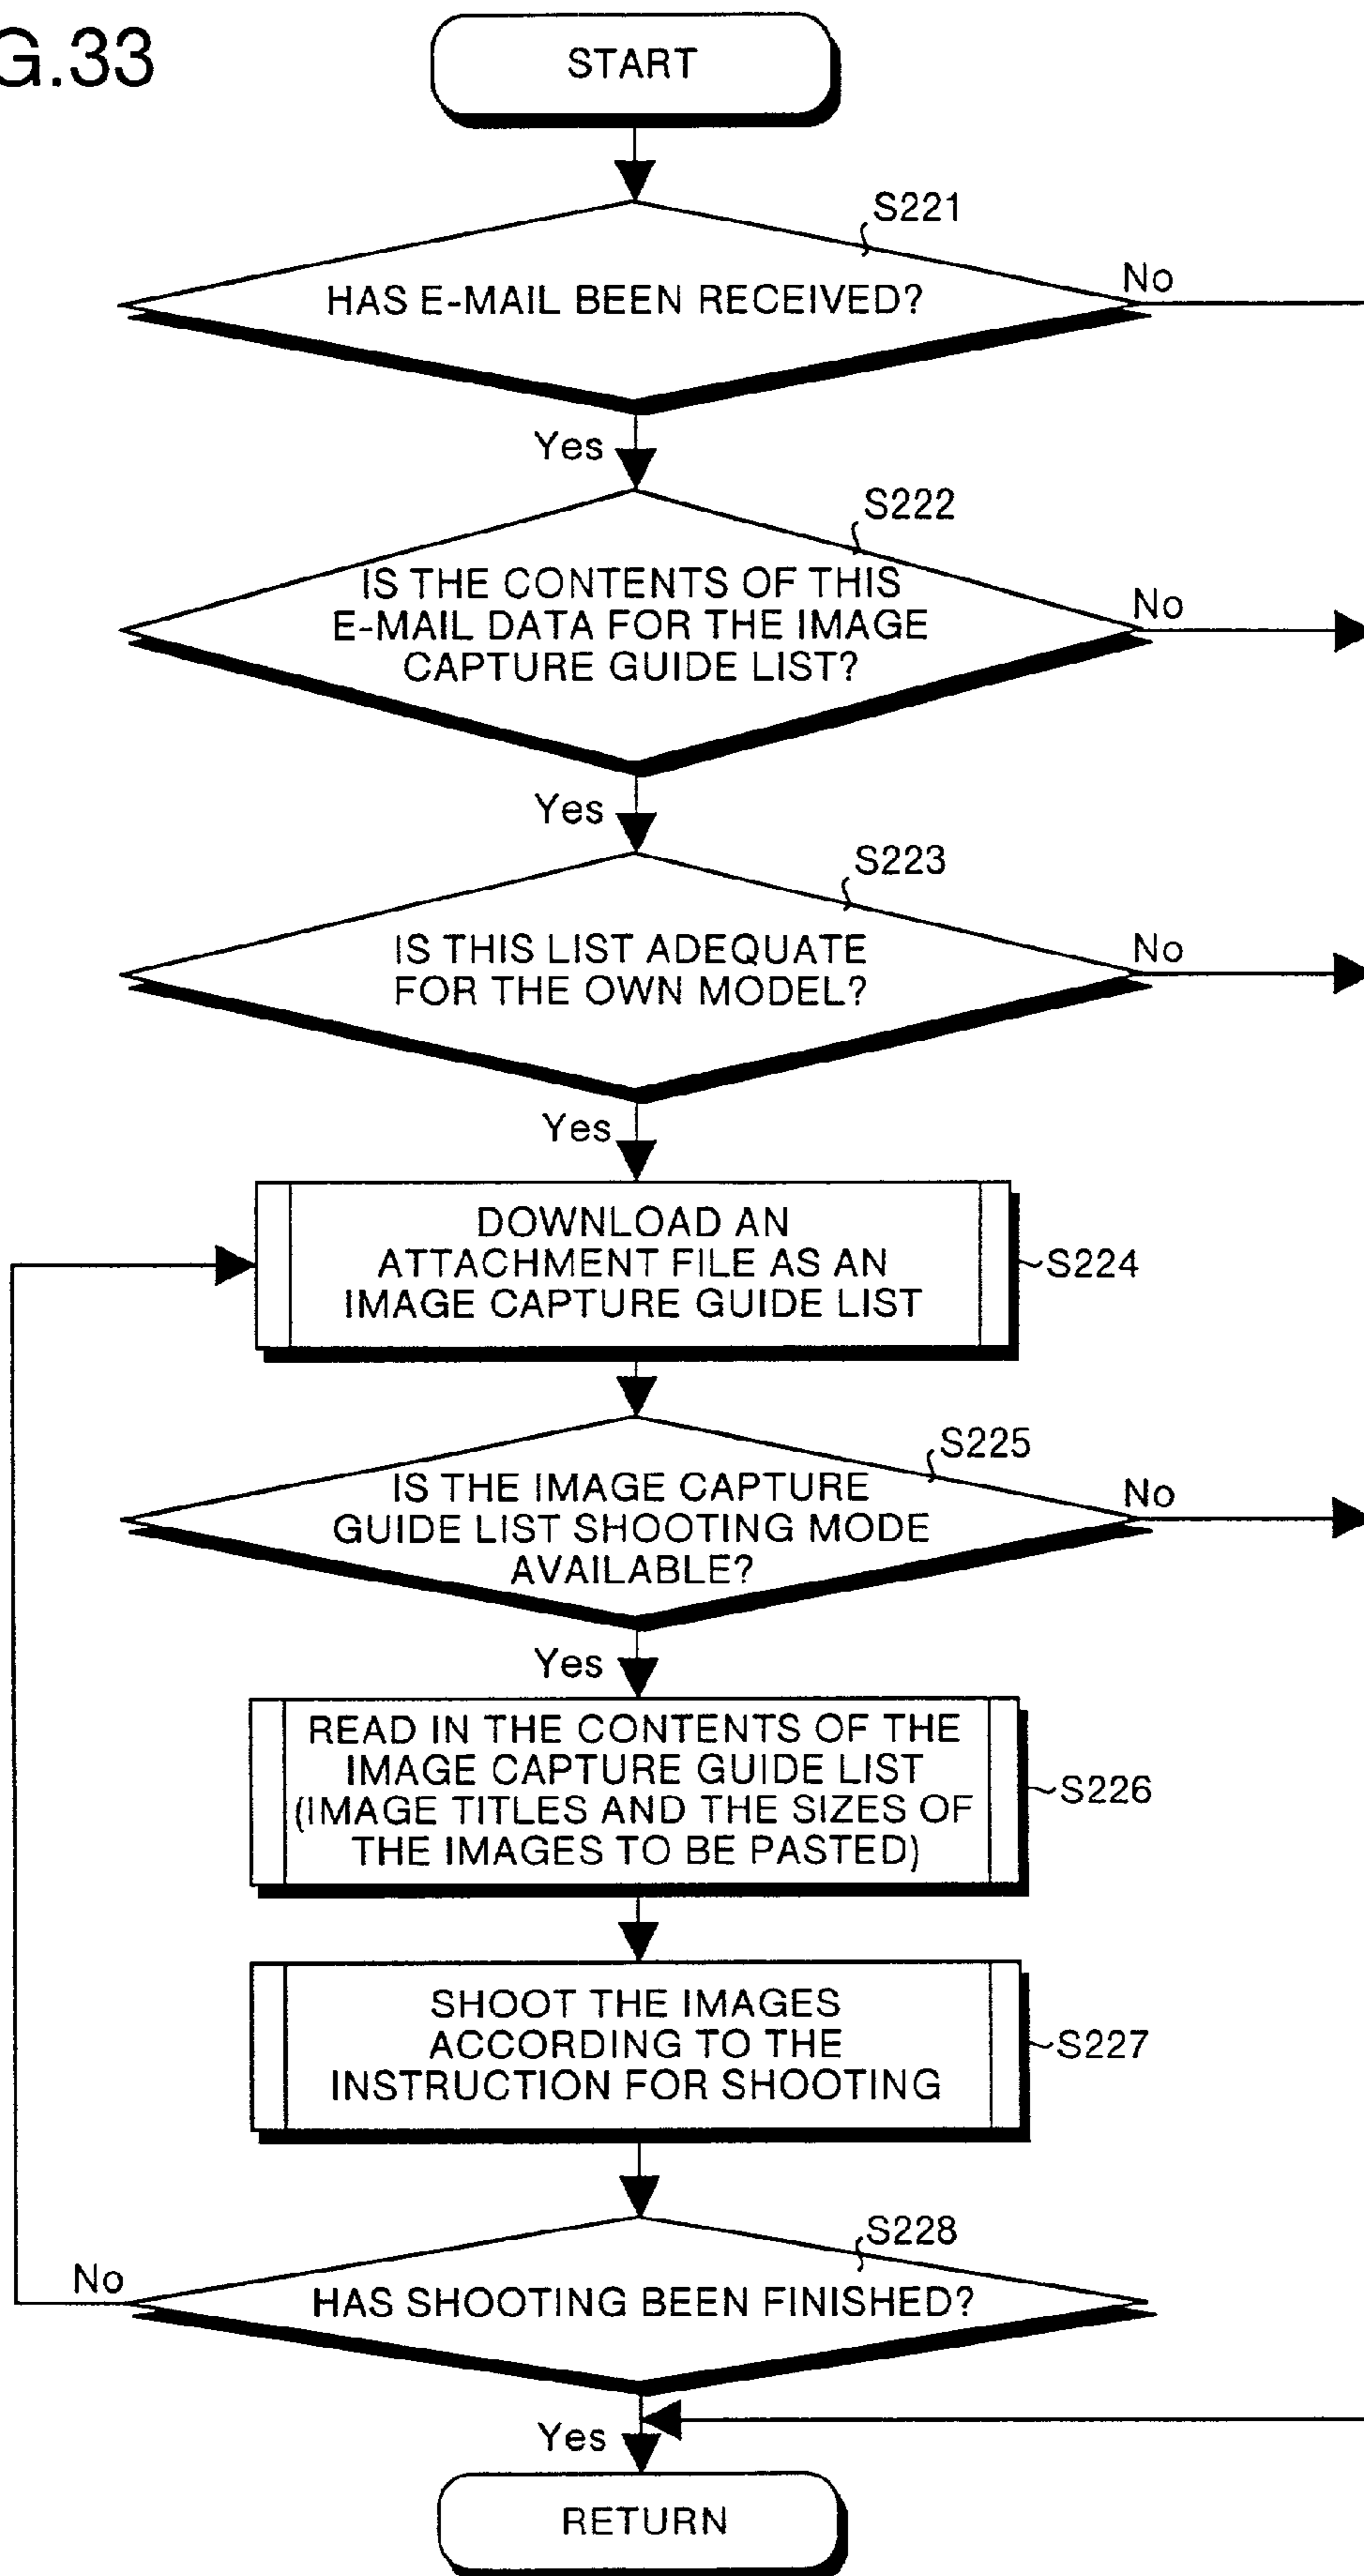 G.33
START
S221
HAS E-MAIL BEEN RECEIVED?
No
Yes
S222
IS THE CONTENTS OF THIS
E-MAIL DATA FOR THE IMAGE
CAPTURE GUIDE LIST?
No
Yes
S223
IS THIS LIST ADEQUATE
FOR THE OWN MODEL?
No
Yes
DOWNLOAD AN
ATTACHMENT FILE AS AN
IMAGE CAPTURE GUIDE LIST
S224
S225
IS THE IMAGE CAPTURE
GUIDE LIST SHOOTING MODE
AVAILABLE?
No
Yes
READ IN THE CONTENTS OF THE
IMAGE CAPTURE GUIDE LIST
(IMAGE TITLES AND THE SIZES OF
THE IMAGES TO BE PASTED)
S226
SHOOT THE IMAGES
ACCORDING TO THE
INSTRUCTION FOR SHOOTING
S227
S228
HAS SHOOTING BEEN FINISHED?
No
Yes
RETURN